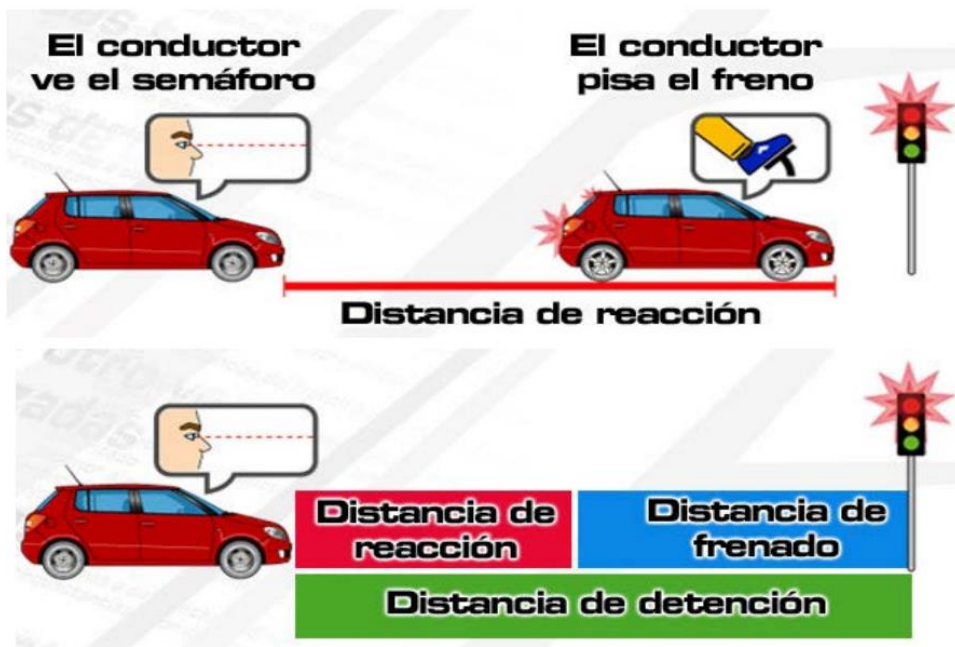 El conductor
ve el semáforo
El conductor
pisa el freno
Distancia de reacción
Distancia de
reacción
Distancia de
frenado
Distancia de detención